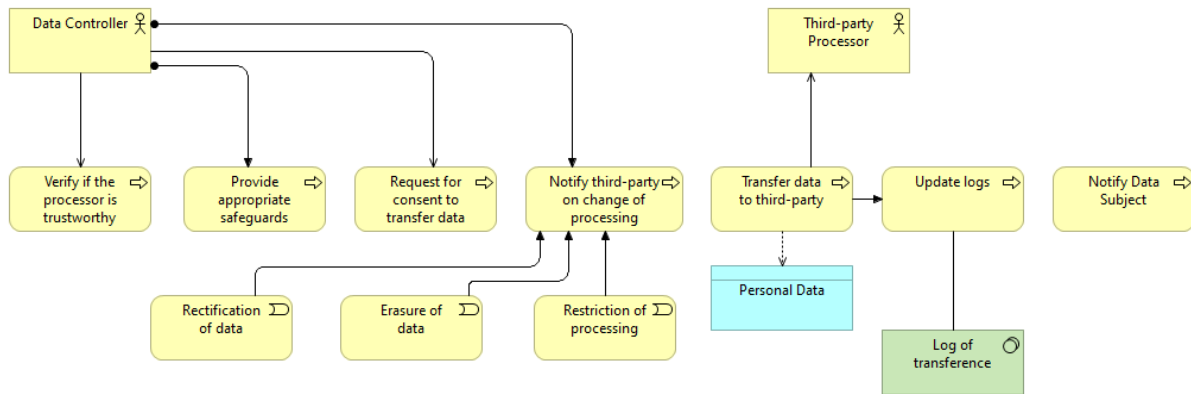 Data Controller
Third-party
Processor
Verify if the
processor is
trustworthy
Provide
appropriate
safeguards
Request for
consent to
transfer data
Notify third-party
on change of
processing
Transfer data
to third-party
Update logs
Notify Data
Subject
Rectification
of data
Erasure of
data
Restriction of
processing
Personal Data
Log of
transference